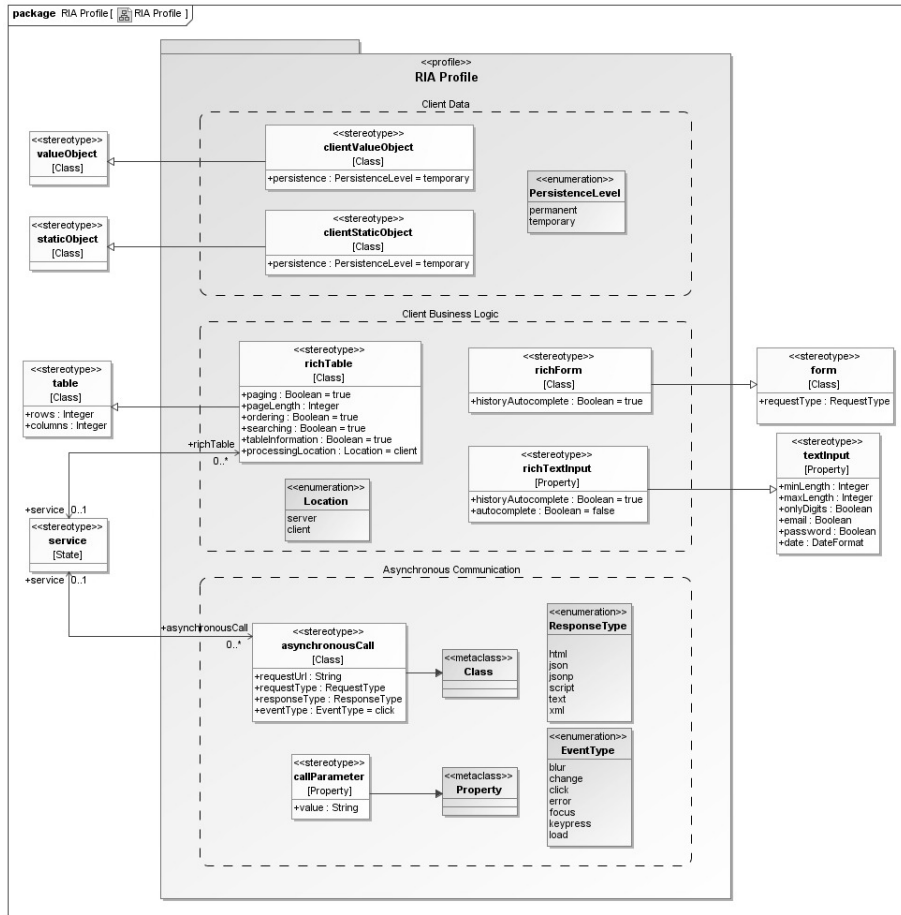 package RIA Profile [ RIA Profile ]
<<profile>>
RIA Profile
Client Data
<<stereotype>>
valueObject
[Class]
<<stereotype>>
clientValueObject
[Class]
+persistence : PersistenceLevel = temporary
<<enumeration>>
PersistenceLevel
permanent
temporary
<<stereotype>>
staticObject
[Class]
<<stereotype>>
clientStaticObject
[Class]
+persistence : PersistenceLevel = temporary
Client Business Logic
<<stereotype>>
table
[Class]
+rows : Integer
+columns : Integer
<<stereotype>>
richTable
[Class]
+paging : Boolean = true
+pageLength : Integer
+ordering : Boolean = true
+searching : Boolean = true
+tableInformation : Boolean = true
+processingLocation : Location = client
<<stereotype>>
richForm
[Class]
+historyAutocomplete : Boolean = true
<<stereotype>>
form
[Class]
+requestType : RequestType
+richTable
0..*
<<stereotype>>
richTextInput
[Property]
+historyAutocomplete : Boolean = true
+autocomplete : Boolean = false
<<stereotype>>
textInput
[Property]
+minLength : Integer
+maxLength : Integer
+onlyDigits : Boolean
+email : Boolean
+password : Boolean
+date : DateFormat
<<enumeration>>
Location
server
client
+service 0..1
<<stereotype>>
service
[State]
+service 0..1
Asynchronous Communication
+asynchronousCall
0..*
<<stereotype>>
asynchronousCall
[Class]
+requestUrl : String
+requestType : RequestType
+responseType : ResponseType
+eventType : EventType = click
<<metaclass>>
Class
<<enumeration>>
ResponseType
html
json
jsonp
script
text
xml
<<stereotype>>
callParameter
[Property]
+value : String
<<metaclass>>
Property
<<enumeration>>
EventType
blur
change
click
error
focus
keypress
load